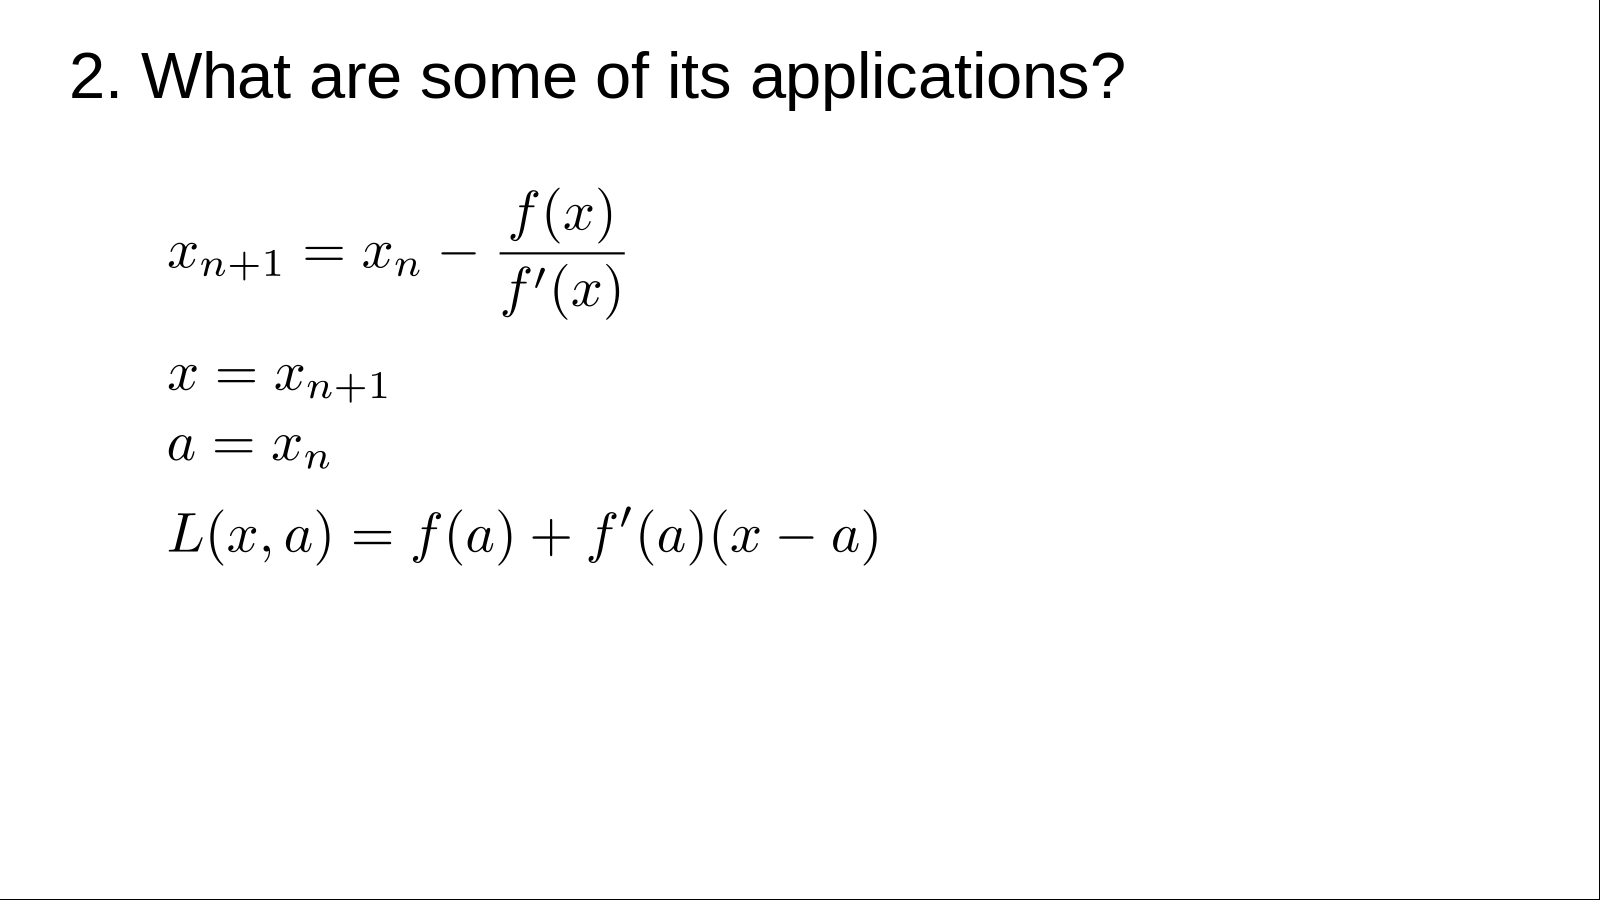 2. What are some of its applications?
x_{n+1} = x_n − \frac{f(x)}{f′(x)}
x = x_{n+1}
a = x_n
L(x, a) = f(a) + f′(a)(x − a)